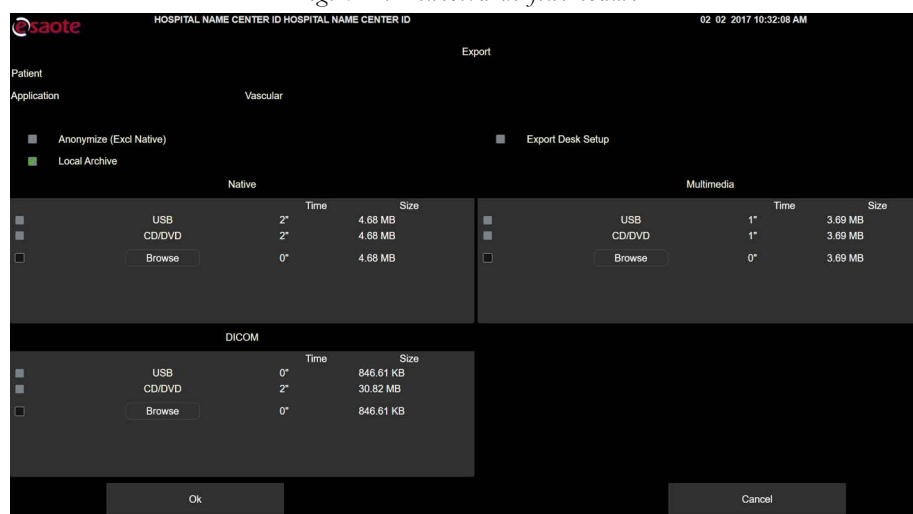 esaote
HOSPITAL NAME CENTER ID HOSPITAL NAME CENTER ID
02 02 2017 10:32:08 AM
Export
Patient
Application Vascular
Anonymize (Excl Native) Export Desk Setup
Local Archive
Native
Time Size
USB 2" 4.68 MB
CD/DVD 2" 4.68 MB
Browse 0" 4.68 MB
Multimedia
Time Size
USB 1" 3.69 MB
CD/DVD 1" 3.69 MB
Browse 0" 3.69 MB
DICOM
Time Size
USB 0" 846.61 KB
CD/DVD 2" 30.82 MB
Browse 0" 846.61 KB
Ok Cancel